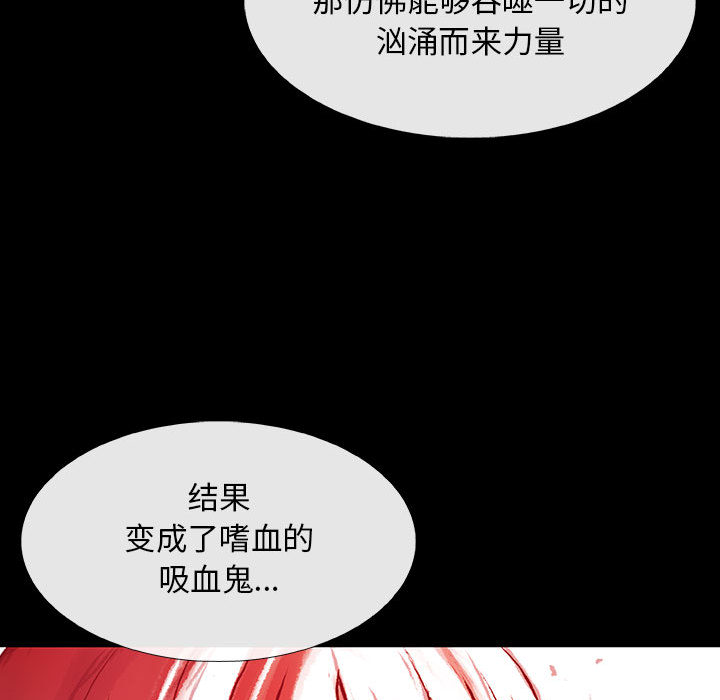 那仿佛能够吞噬一切的
汹涌而来力量
结果
变成了嗜血的
吸血鬼...